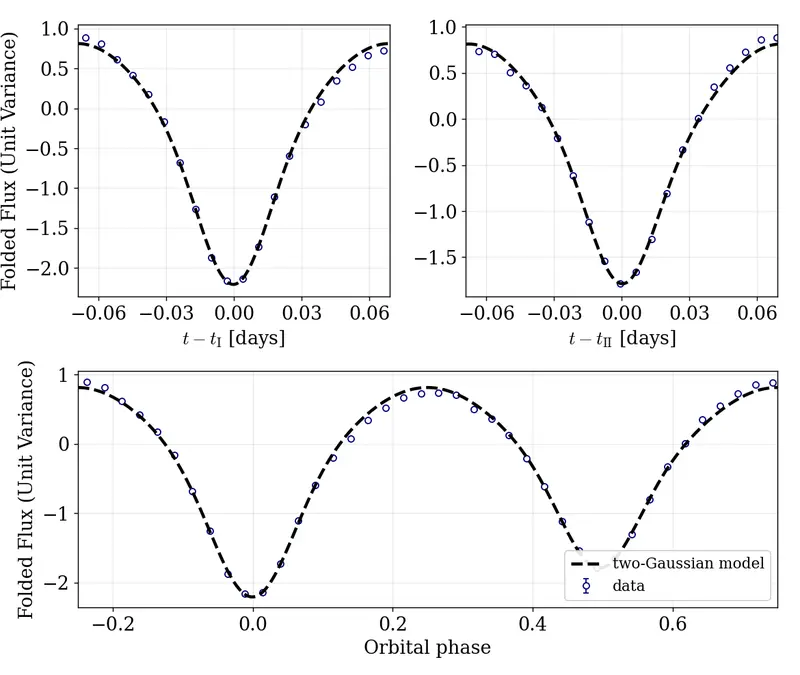 Folded Flux (Unit Variance)
1.0
0.5
0.0
−0.5
−1.0
−1.5
−2.0
−0.06 −0.03 0.00 0.03 0.06
t − t_I [days]
1.0
0.5
0.0
−0.5
−1.0
−1.5
−0.06 −0.03 0.00 0.03 0.06
t − t_II [days]
Folded Flux (Unit Variance)
1
0
−1
−2
−0.2 0.0 0.2 0.4 0.6
Orbital phase
two-Gaussian model
data